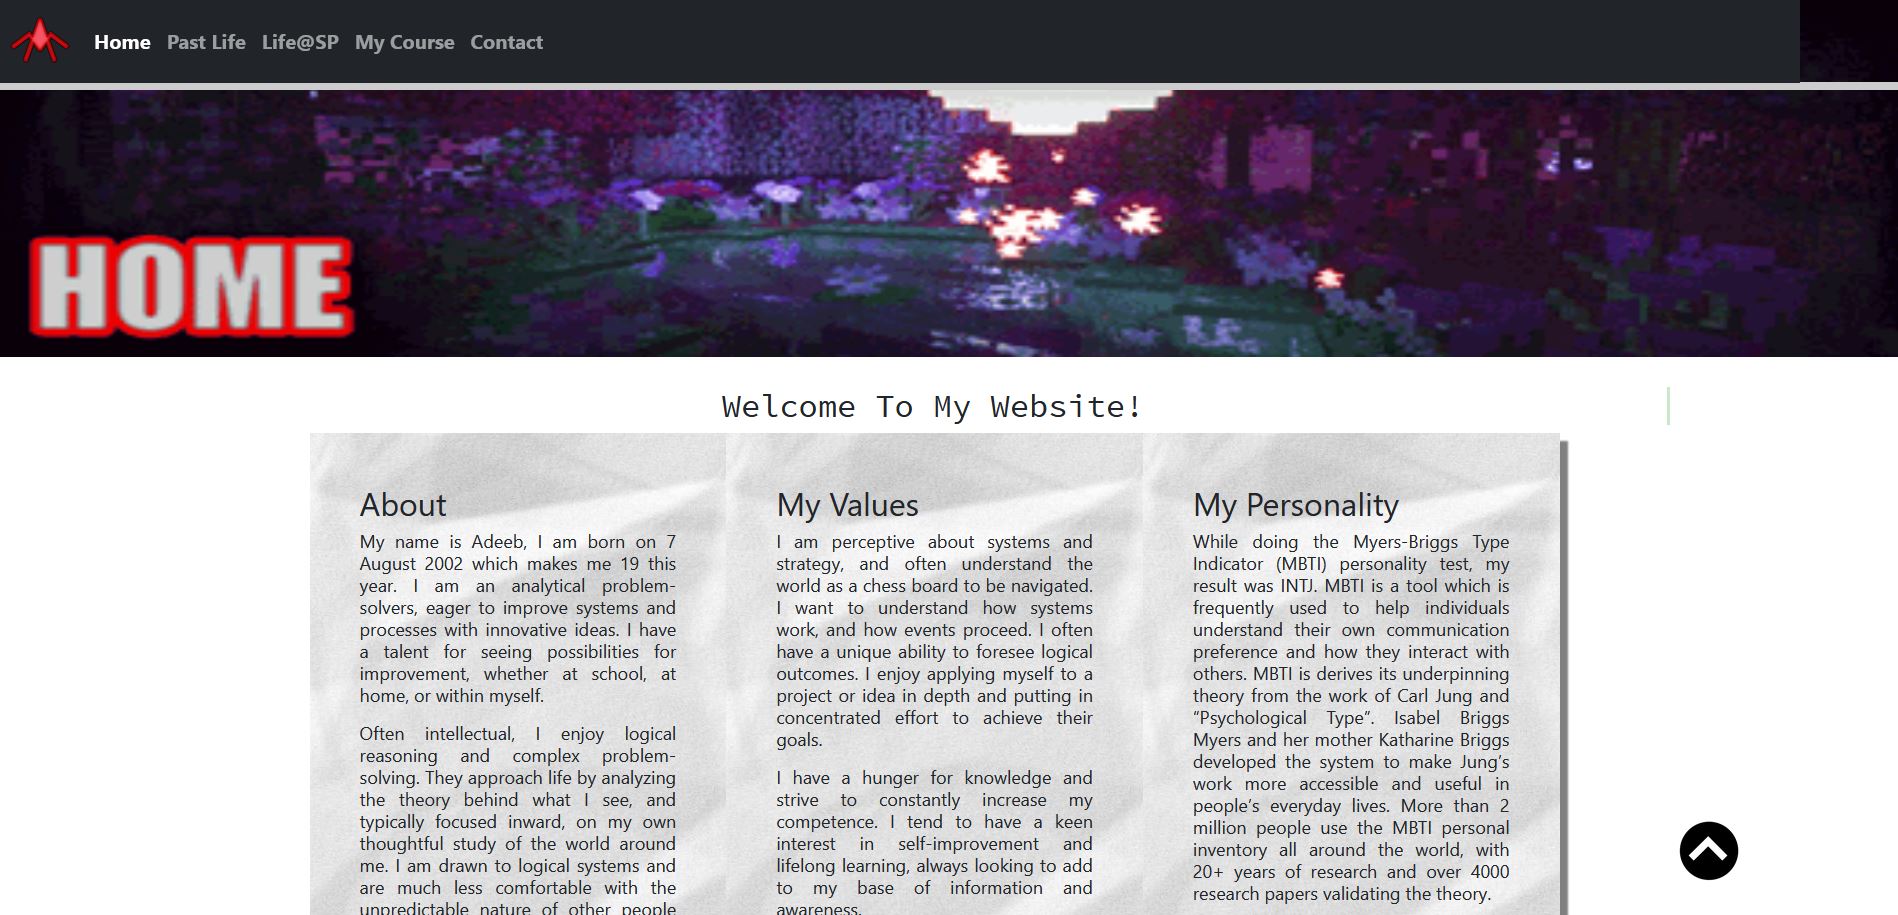 Home Past Life Life@SP My Course Contact
HOME
Welcome To My Website!
About
My name is Adeeb, I am born on 7
August 2002 which makes me 19 this
year. I am an analytical problem-
solvers, eager to improve systems and
processes with innovative ideas. I have
a talent for seeing possibilities for
improvement, whether at school, at
home, or within myself.
Often intellectual, I enjoy logical
reasoning and complex problem-
solving. They approach life by analyzing
the theory behind what I see, and
typically focused inward, on my own
thoughtful study of the world around
me. I am drawn to logical systems and
are much less comfortable with the
unpredictable nature of other people
My Values
I am perceptive about systems and
strategy, and often understand the
world as a chess board to be navigated.
I want to understand how systems
work, and how events proceed. I often
have a unique ability to foresee logical
outcomes. I enjoy applying myself to a
project or idea in depth and putting in
concentrated effort to achieve their
goals.
I have a hunger for knowledge and
strive to constantly increase my
competence. I tend to have a keen
interest in self-improvement and
lifelong learning, always looking to add
to my base of information and
awareness.
My Personality
While doing the Myers-Briggs Type
Indicator (MBTI) personality test, my
result was INTJ. MBTI is a tool which is
frequently used to help individuals
understand their own communication
preference and how they interact with
others. MBTI is derives its underpinning
theory from the work of Carl Jung and
“Psychological Type”. Isabel Briggs
Myers and her mother Katharine Briggs
developed the system to make Jung’s
work more accessible and useful in
people’s everyday lives. More than 2
million people use the MBTI personal
inventory all around the world, with
20+ years of research and over 4000
research papers validating the theory.